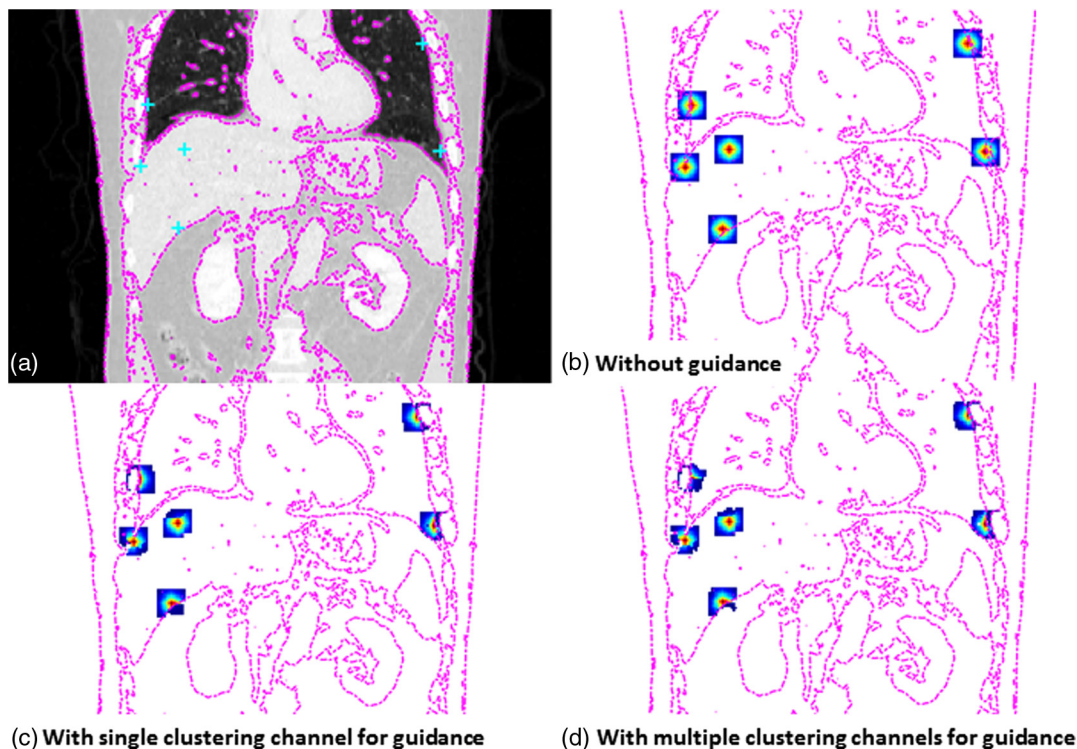 (a)
(b) Without guidance
(c) With single clustering channel for guidance
(d) With multiple clustering channels for guidance